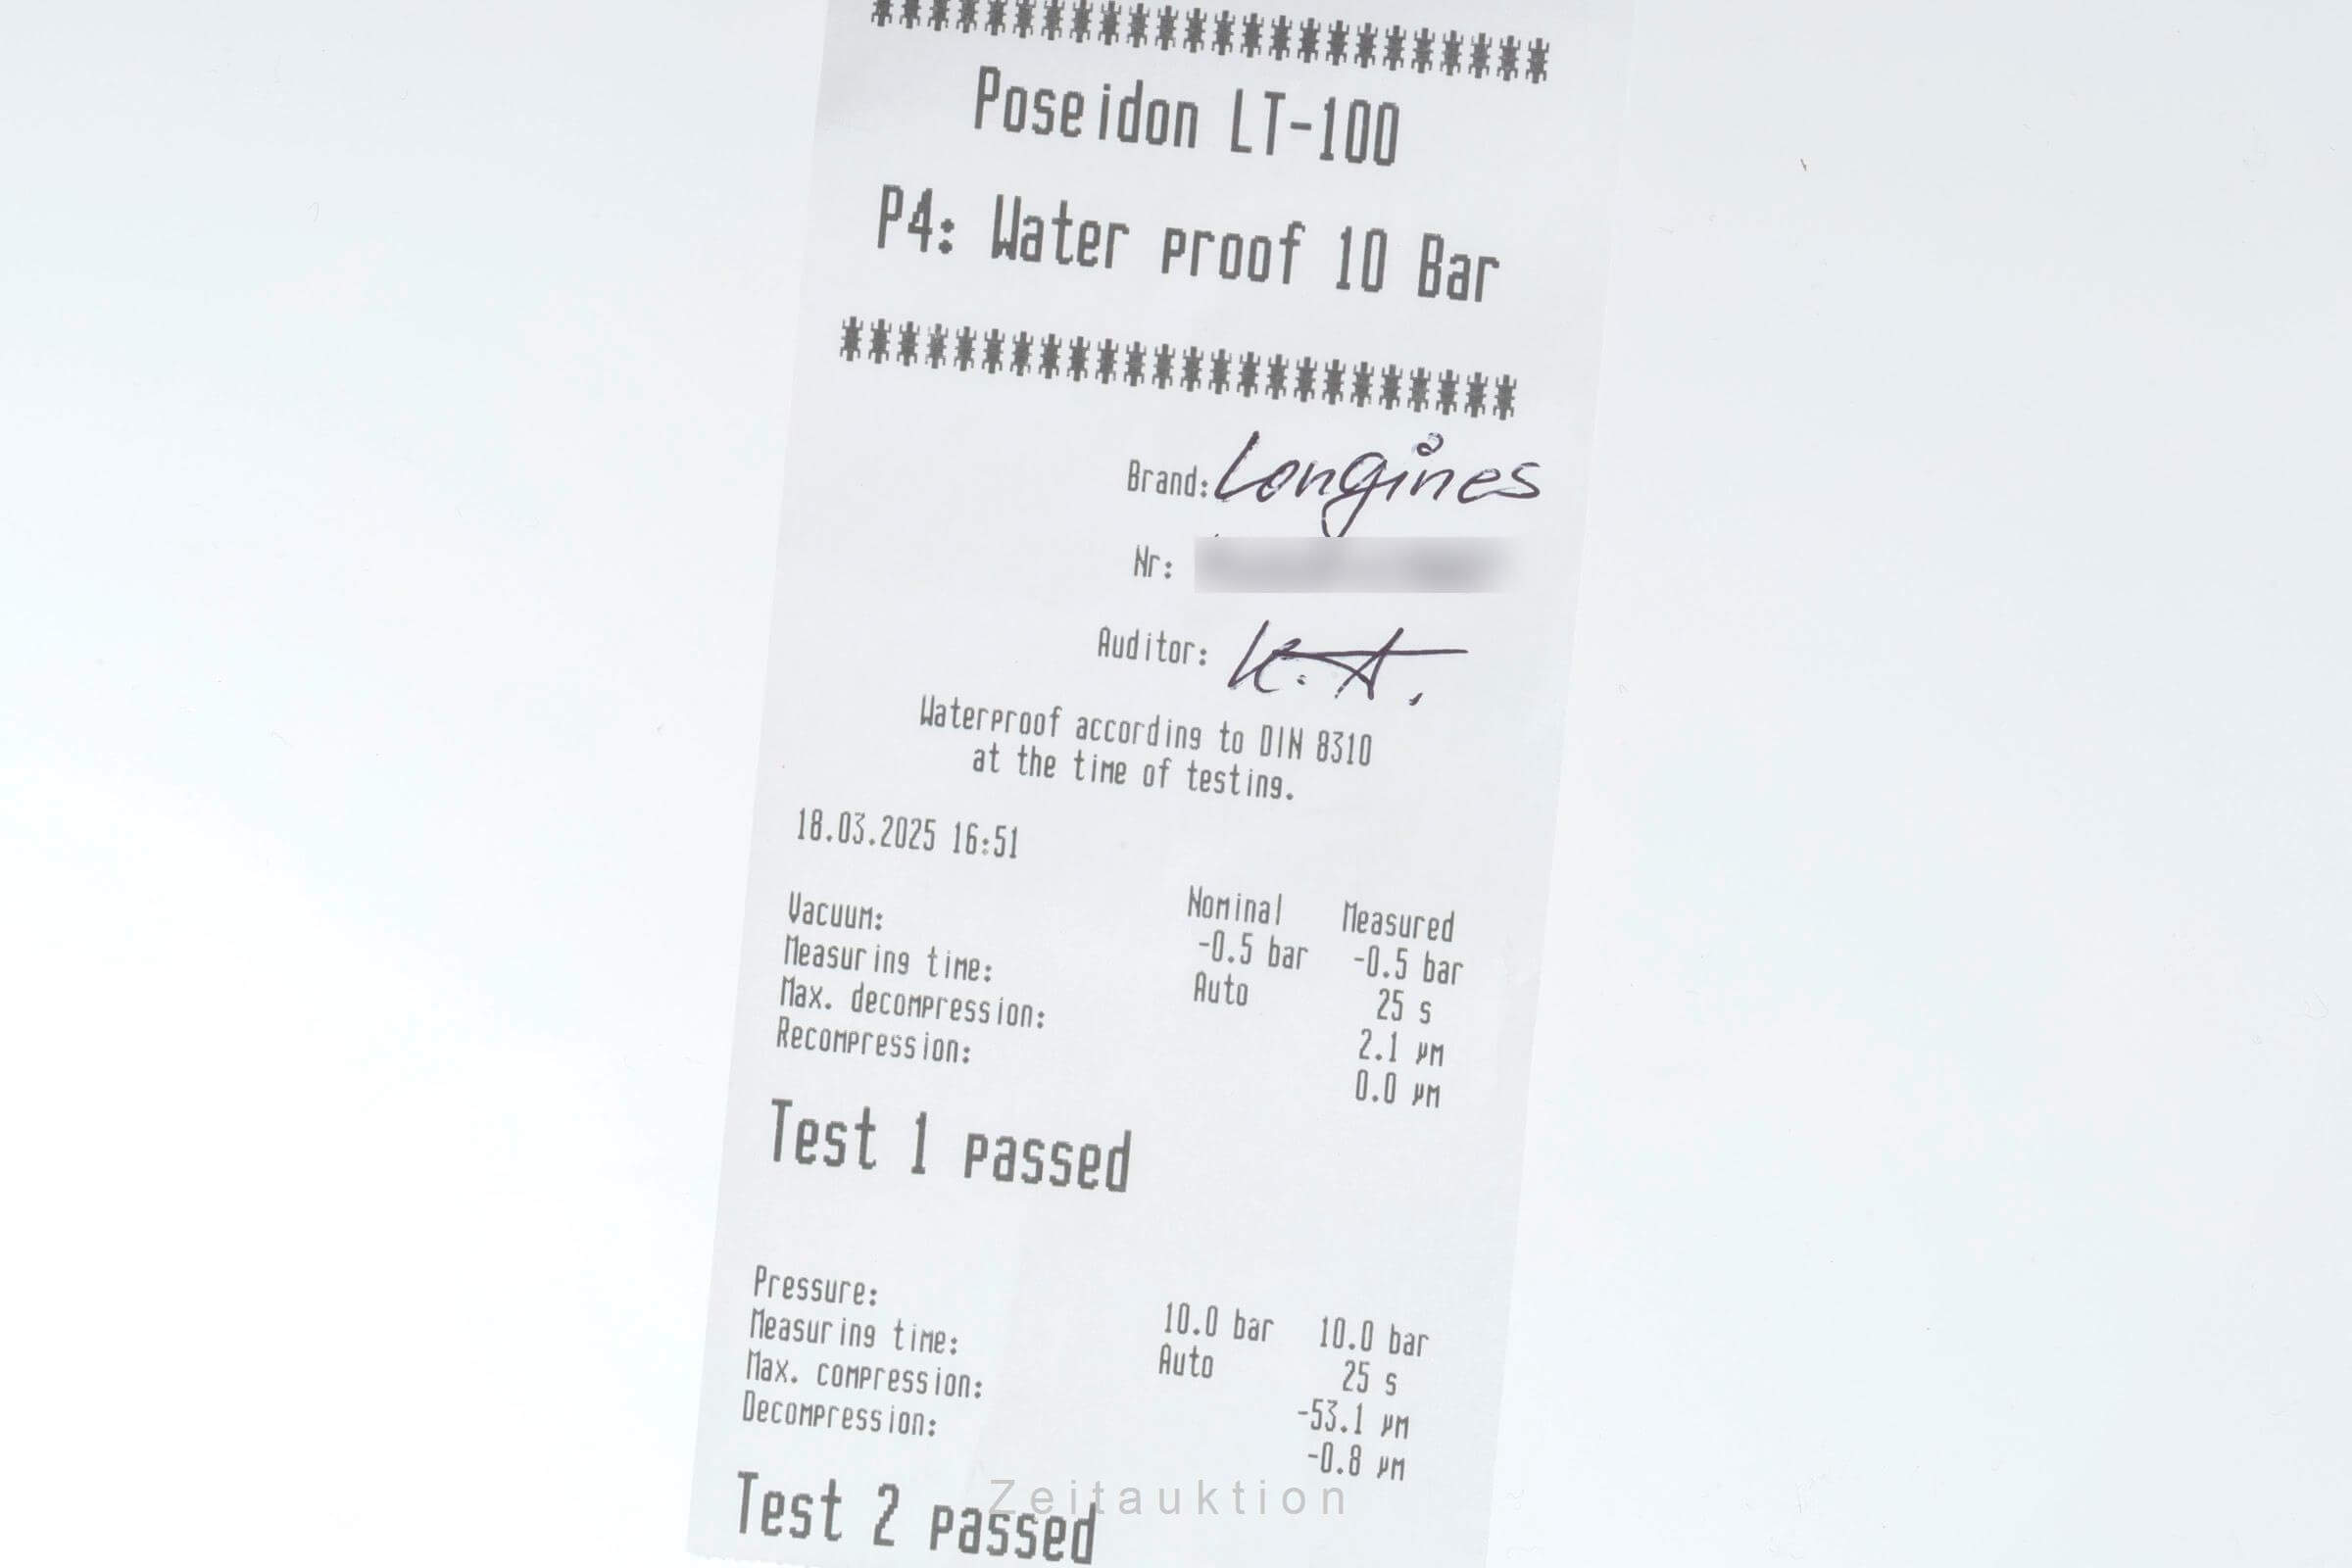 ************************
Poseidon LT-100
P4: Water proof 10 Bar
************************
Brand: Longines
Nr:
Auditor: K.A.
Waterproof according to DIN 8310
at the time of testing.
18.03.2025 16:51
Nominal Measured
Vacuum: -0.5 bar -0.5 bar
Measuring time: Auto 25 s
Max. decompression: 2.1 µm
Recompression: 0.0 µm
Test 1 passed
Pressure: 10.0 bar 10.0 bar
Measuring time: Auto 25 s
Max. compression: -53.1 µm
Decompression: -0.8 µm
Test 2 passed
Zeitauktion